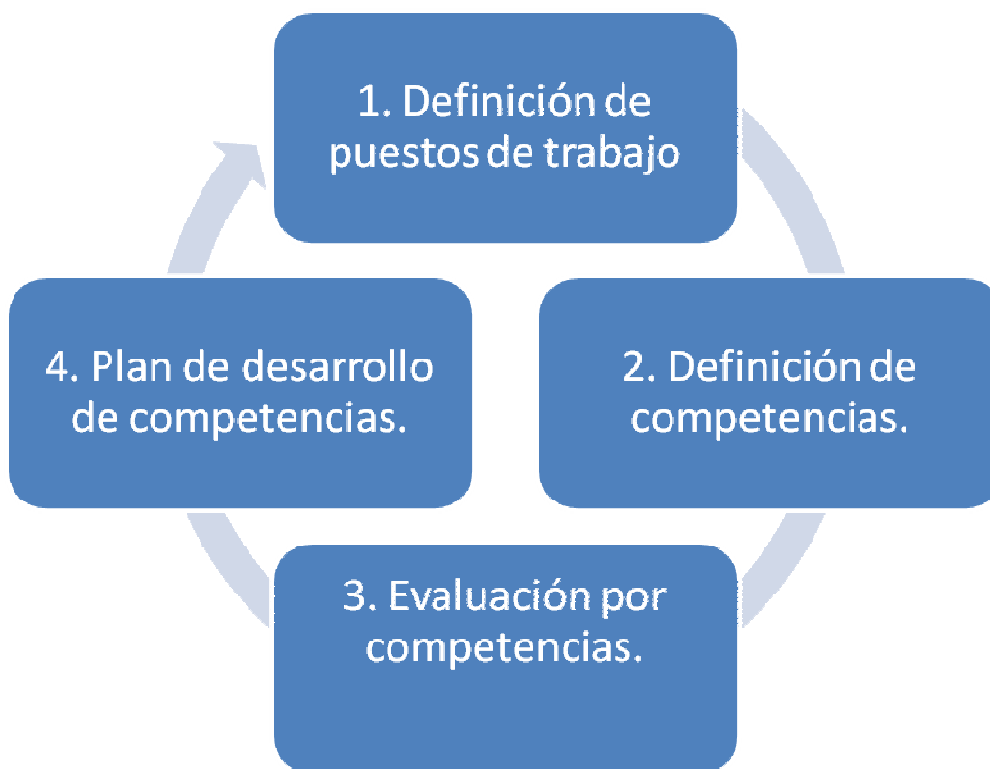 1. Definición de
puestos de trabajo
2. Definición de
competencias.
3. Evaluación por
competencias.
4. Plan de desarrollo
de competencias.